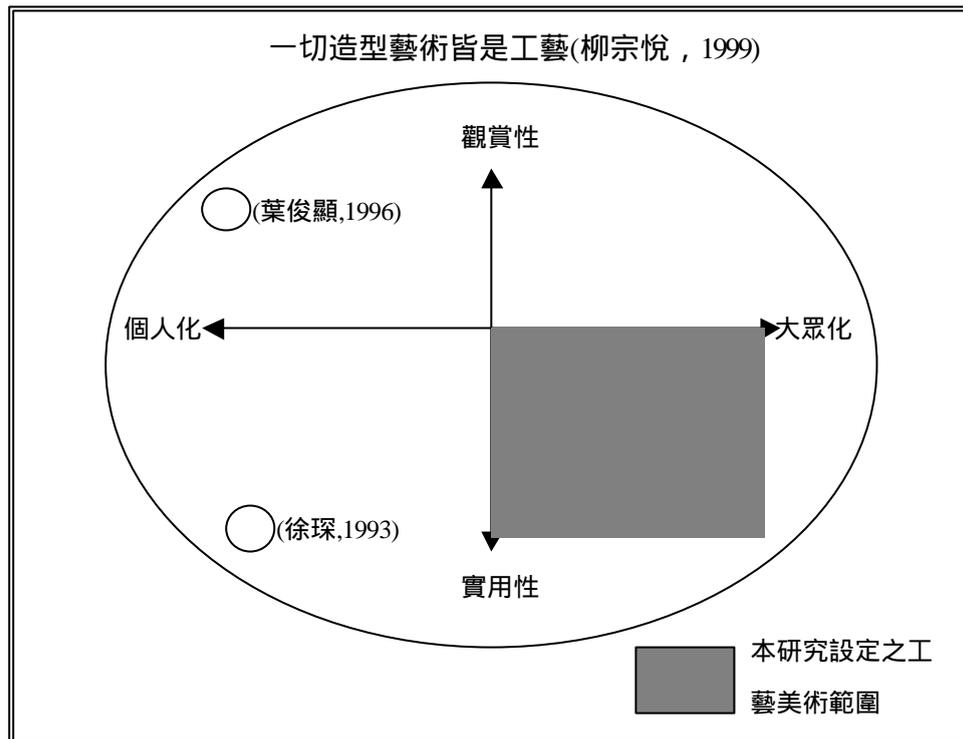 一切造型藝術皆是工藝(柳宗悅，1999)
觀賞性
(葉俊顯,1996)
個人化
大眾化
(徐琛,1993)
實用性
本研究設定之工
藝美術範圍